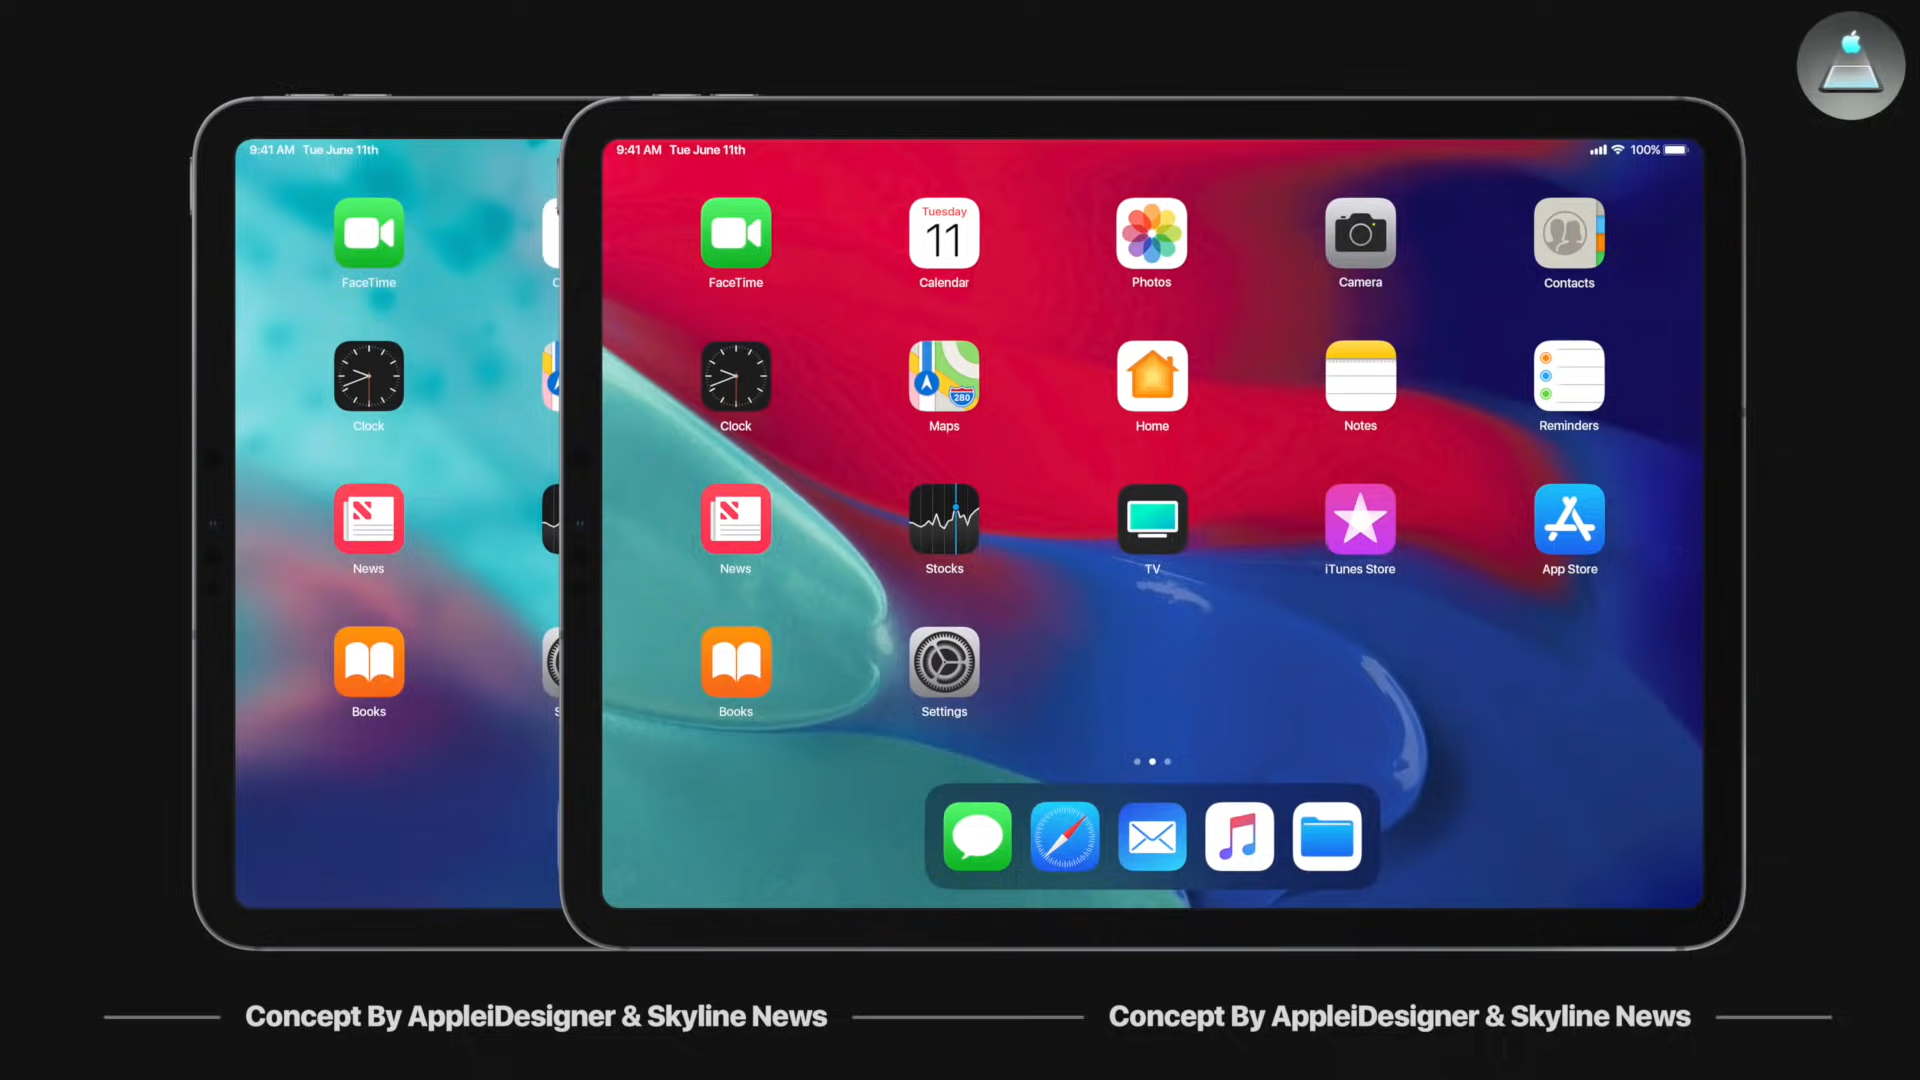 9:41 AM Tue June 11th
FaceTime
Clock
News
Books
9:41 AM Tue June 11th
100%
Tuesday
11
FaceTime
Calendar
Photos
Camera
Contacts
280
Clock
Maps
Home
Notes
Reminders
News
Stocks
TV
iTunes Store
App Store
Books
Settings
Concept By AppleiDesigner & Skyline News
Concept By AppleiDesigner & Skyline News